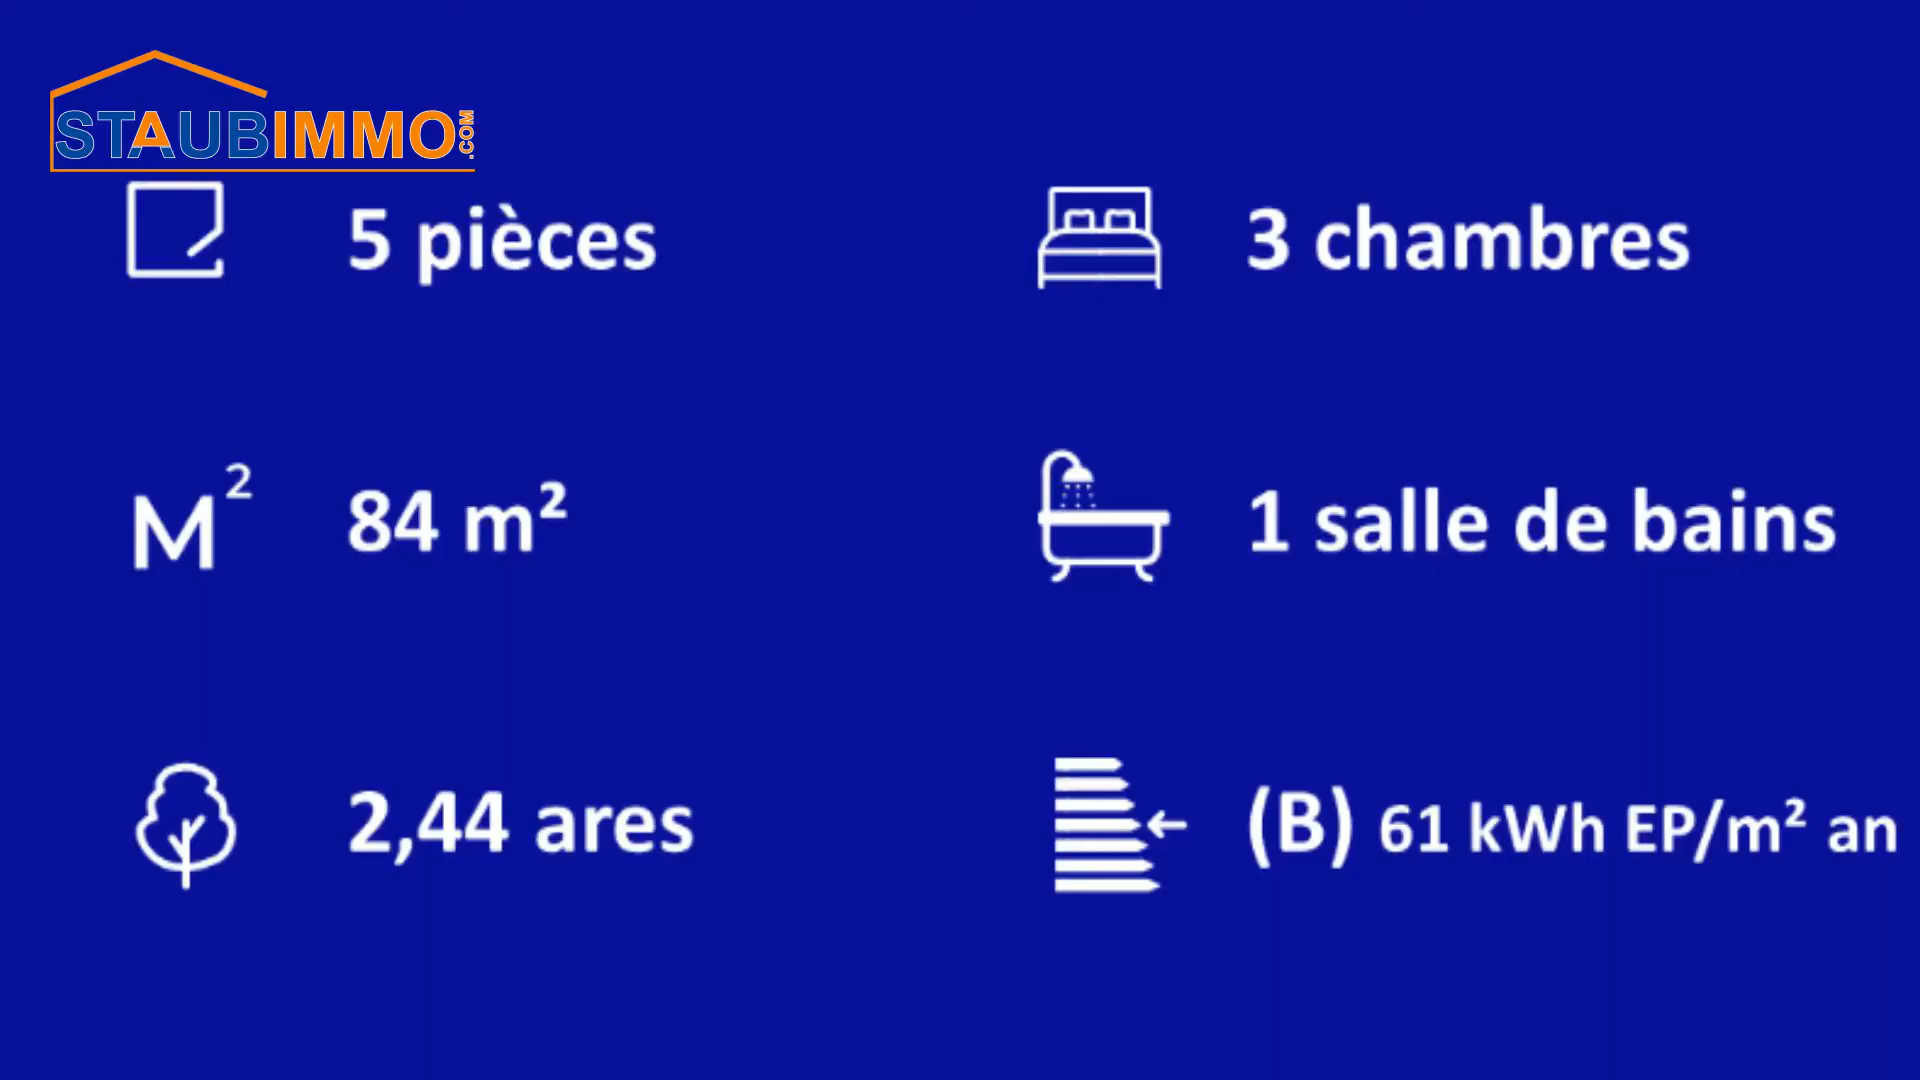 STAUBIMMO.COM
5 pièces
3 chambres
M²
84 m²
1 salle de bains
2,44 ares
(B) 61 kWh EP/m² an